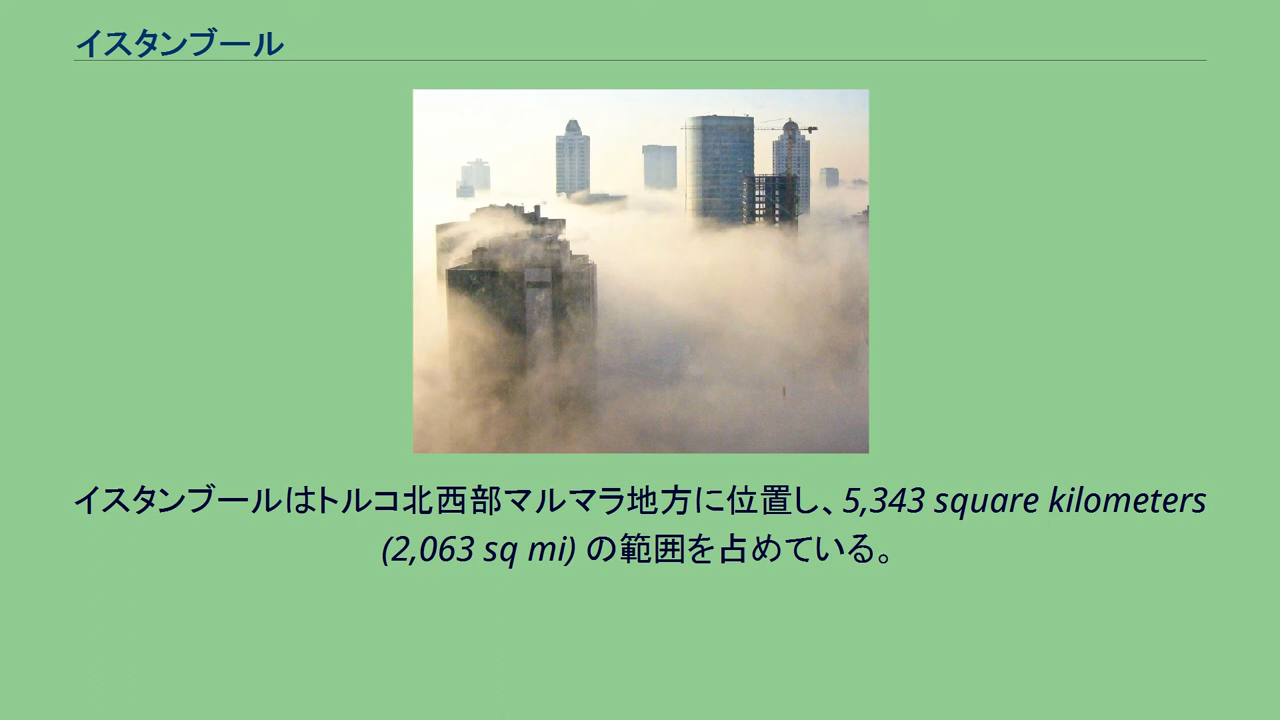 イスタンブール
イスタンブールはトルコ北西部マルマラ地方に位置し、5,343 square kilometers
(2,063 sq mi) の範囲を占めている。